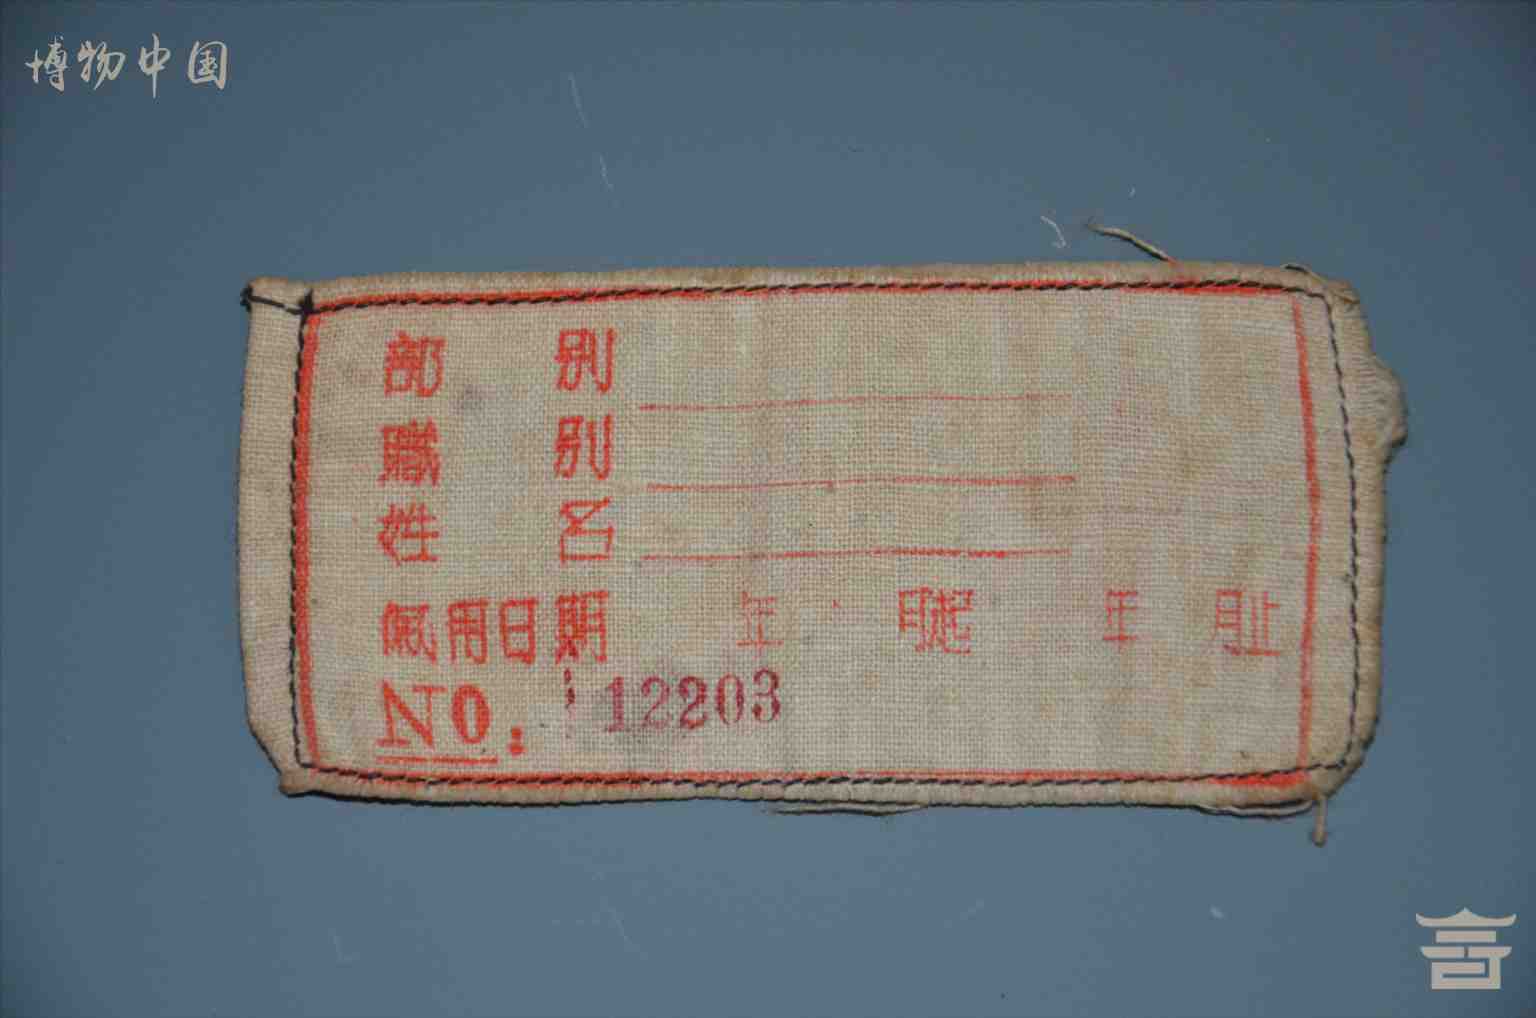 博物中国
部 别
職 别
姓 名
佩用日期 年 月起 年 月止
NO. 12203